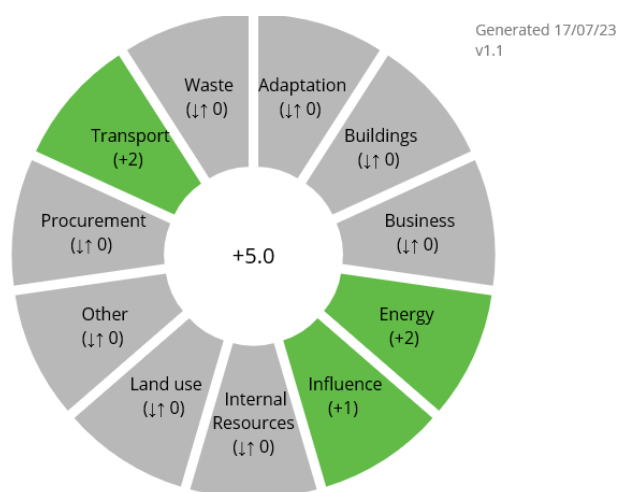 Generated 17/07/23
v1.1
Waste
(↓↑ 0)
Adaptation
(↓↑ 0)
Buildings
(↓↑ 0)
Business
(↓↑ 0)
Energy
(+2)
Influence
(+1)
Internal
Resources
(↓↑ 0)
Land use
(↓↑ 0)
Other
(↓↑ 0)
Procurement
(↓↑ 0)
Transport
(+2)
+5.0